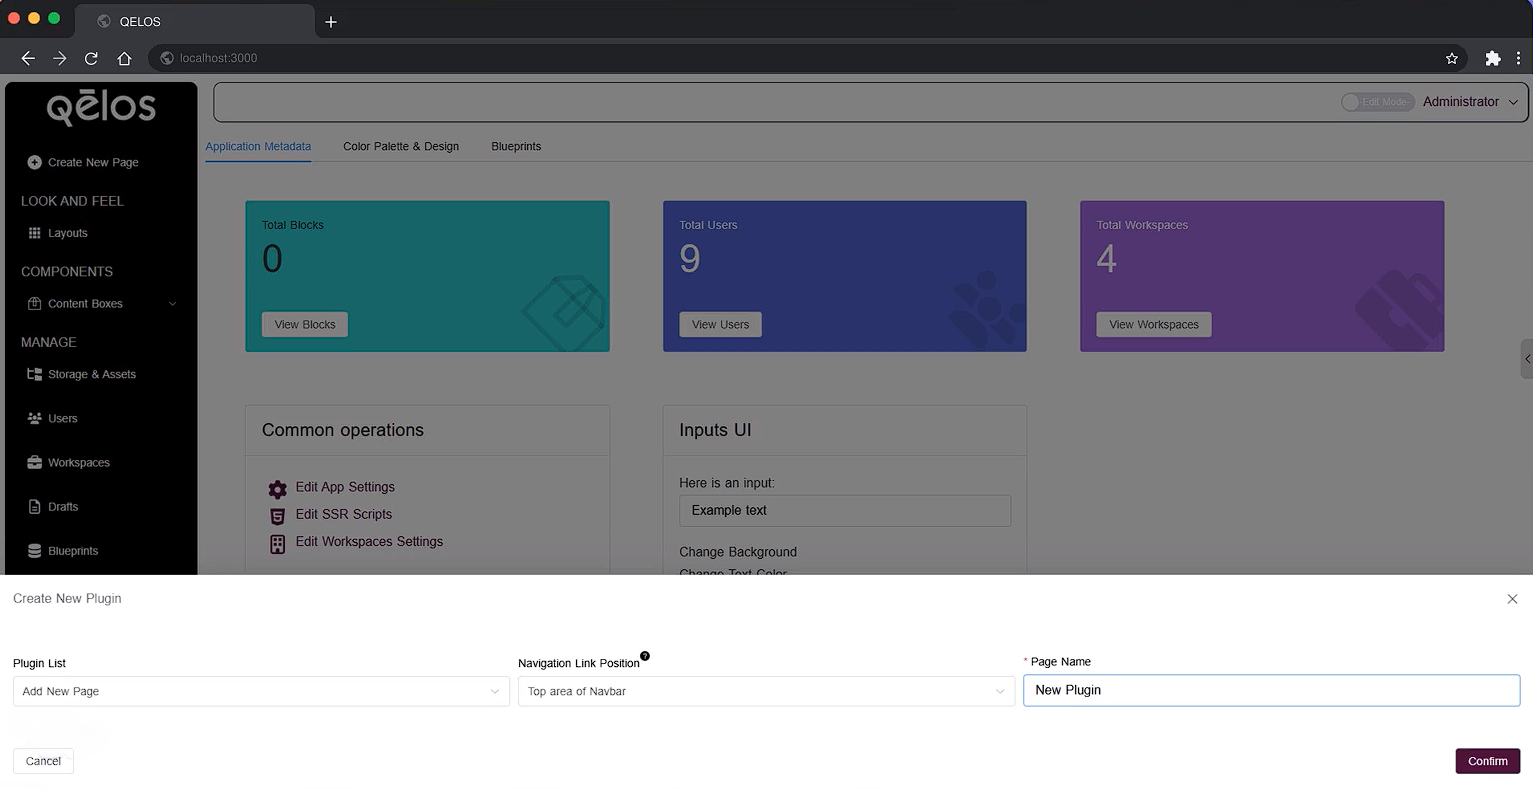 QELOS
localhost:3000
Qēlos
Edit Mode
Administrator
Create New Page
LOOK AND FEEL
Layouts
COMPONENTS
Content Boxes
MANAGE
Storage & Assets
Users
Workspaces
Drafts
Blueprints
Application Metadata
Color Palette & Design
Blueprints
Total Blocks
0
View Blocks
Total Users
9
View Users
Total Workspaces
4
View Workspaces
Common operations
Edit App Settings
Edit SSR Scripts
Edit Workspaces Settings
Inputs UI
Here is an input:
Example text
Change Background
Change Text Color
Create New Plugin
Plugin List
Add New Page
Navigation Link Position ?
Top area of Navbar
* Page Name
New Plugin
Cancel
Confirm